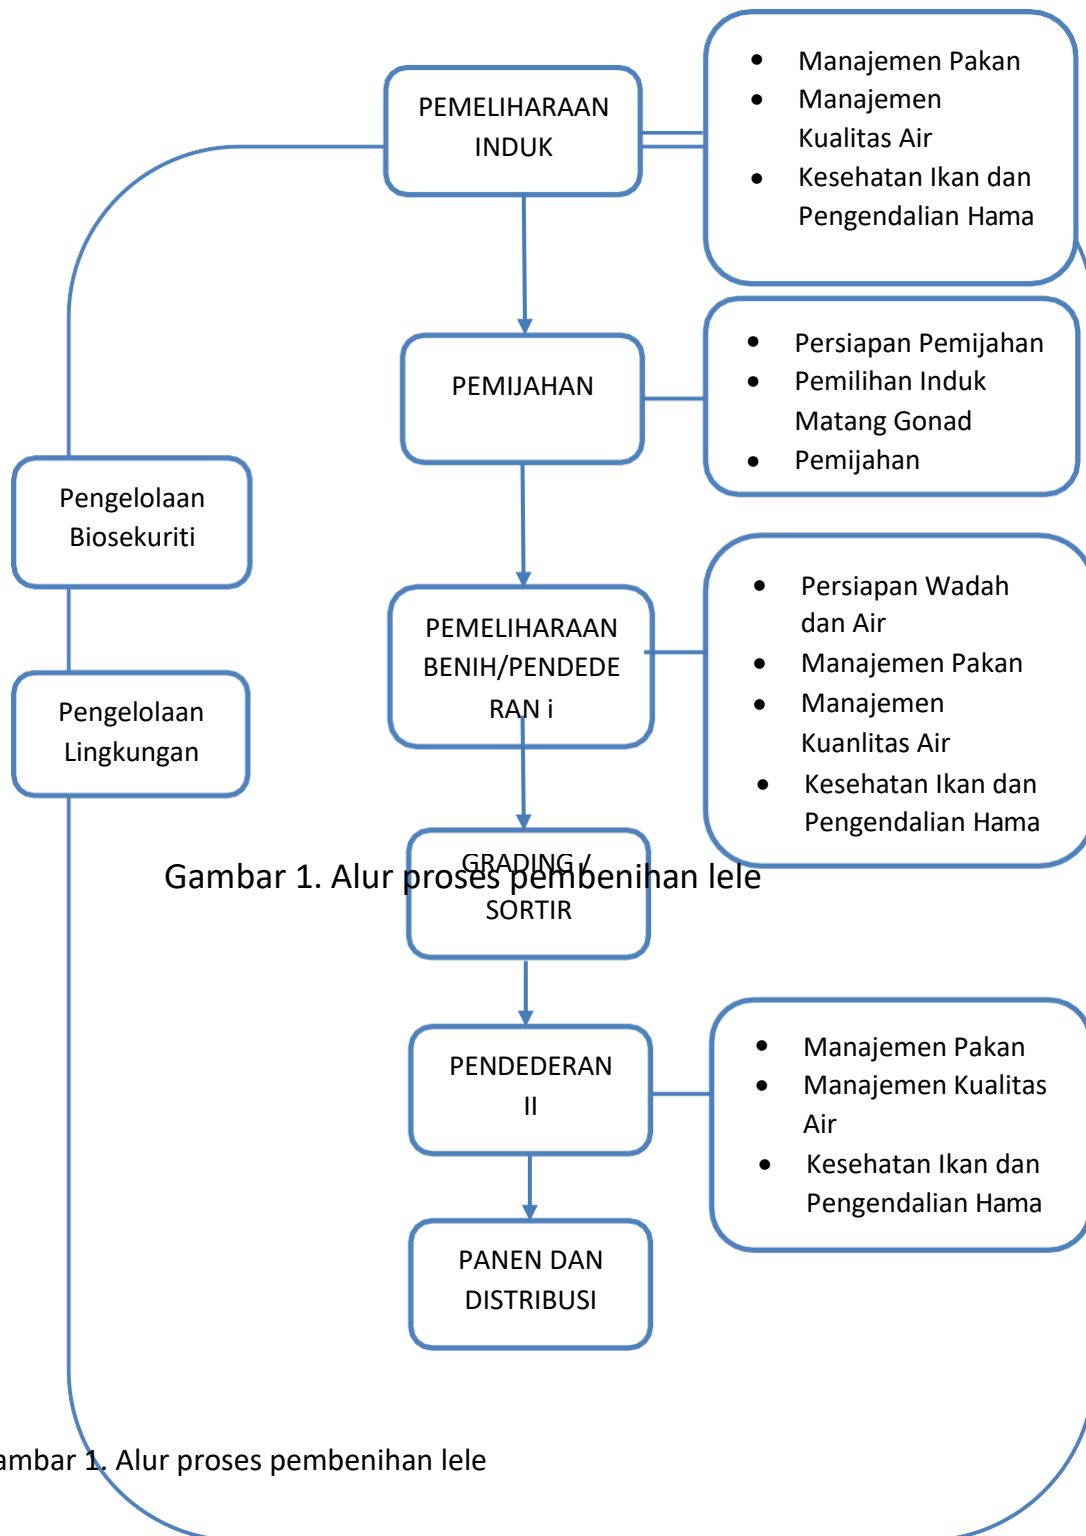 PEMELIHARAAN
INDUK
• Manajemen Pakan
• Manajemen
Kualitas Air
• Kesehatan Ikan dan
Pengendalian Hama
PEMIJAHAN
• Persiapan Pemijahan
• Pemilihan Induk
Matang Gonad
• Pemijahan
Pengelolaan
Biosekuriti
PEMELIHARAAN
BENIH/PENDEDE
RAN i
• Persiapan Wadah
dan Air
• Manajemen Pakan
• Manajemen
Kuanlitas Air
• Kesehatan Ikan dan
Pengendalian Hama
Pengelolaan
Lingkungan
GRADING /
SORTIR
Gambar 1. Alur proses pembenihan lele
PENDEDERAN
II
• Manajemen Pakan
• Manajemen Kualitas
Air
• Kesehatan Ikan dan
Pengendalian Hama
PANEN DAN
DISTRIBUSI
ambar 1. Alur proses pembenihan lele